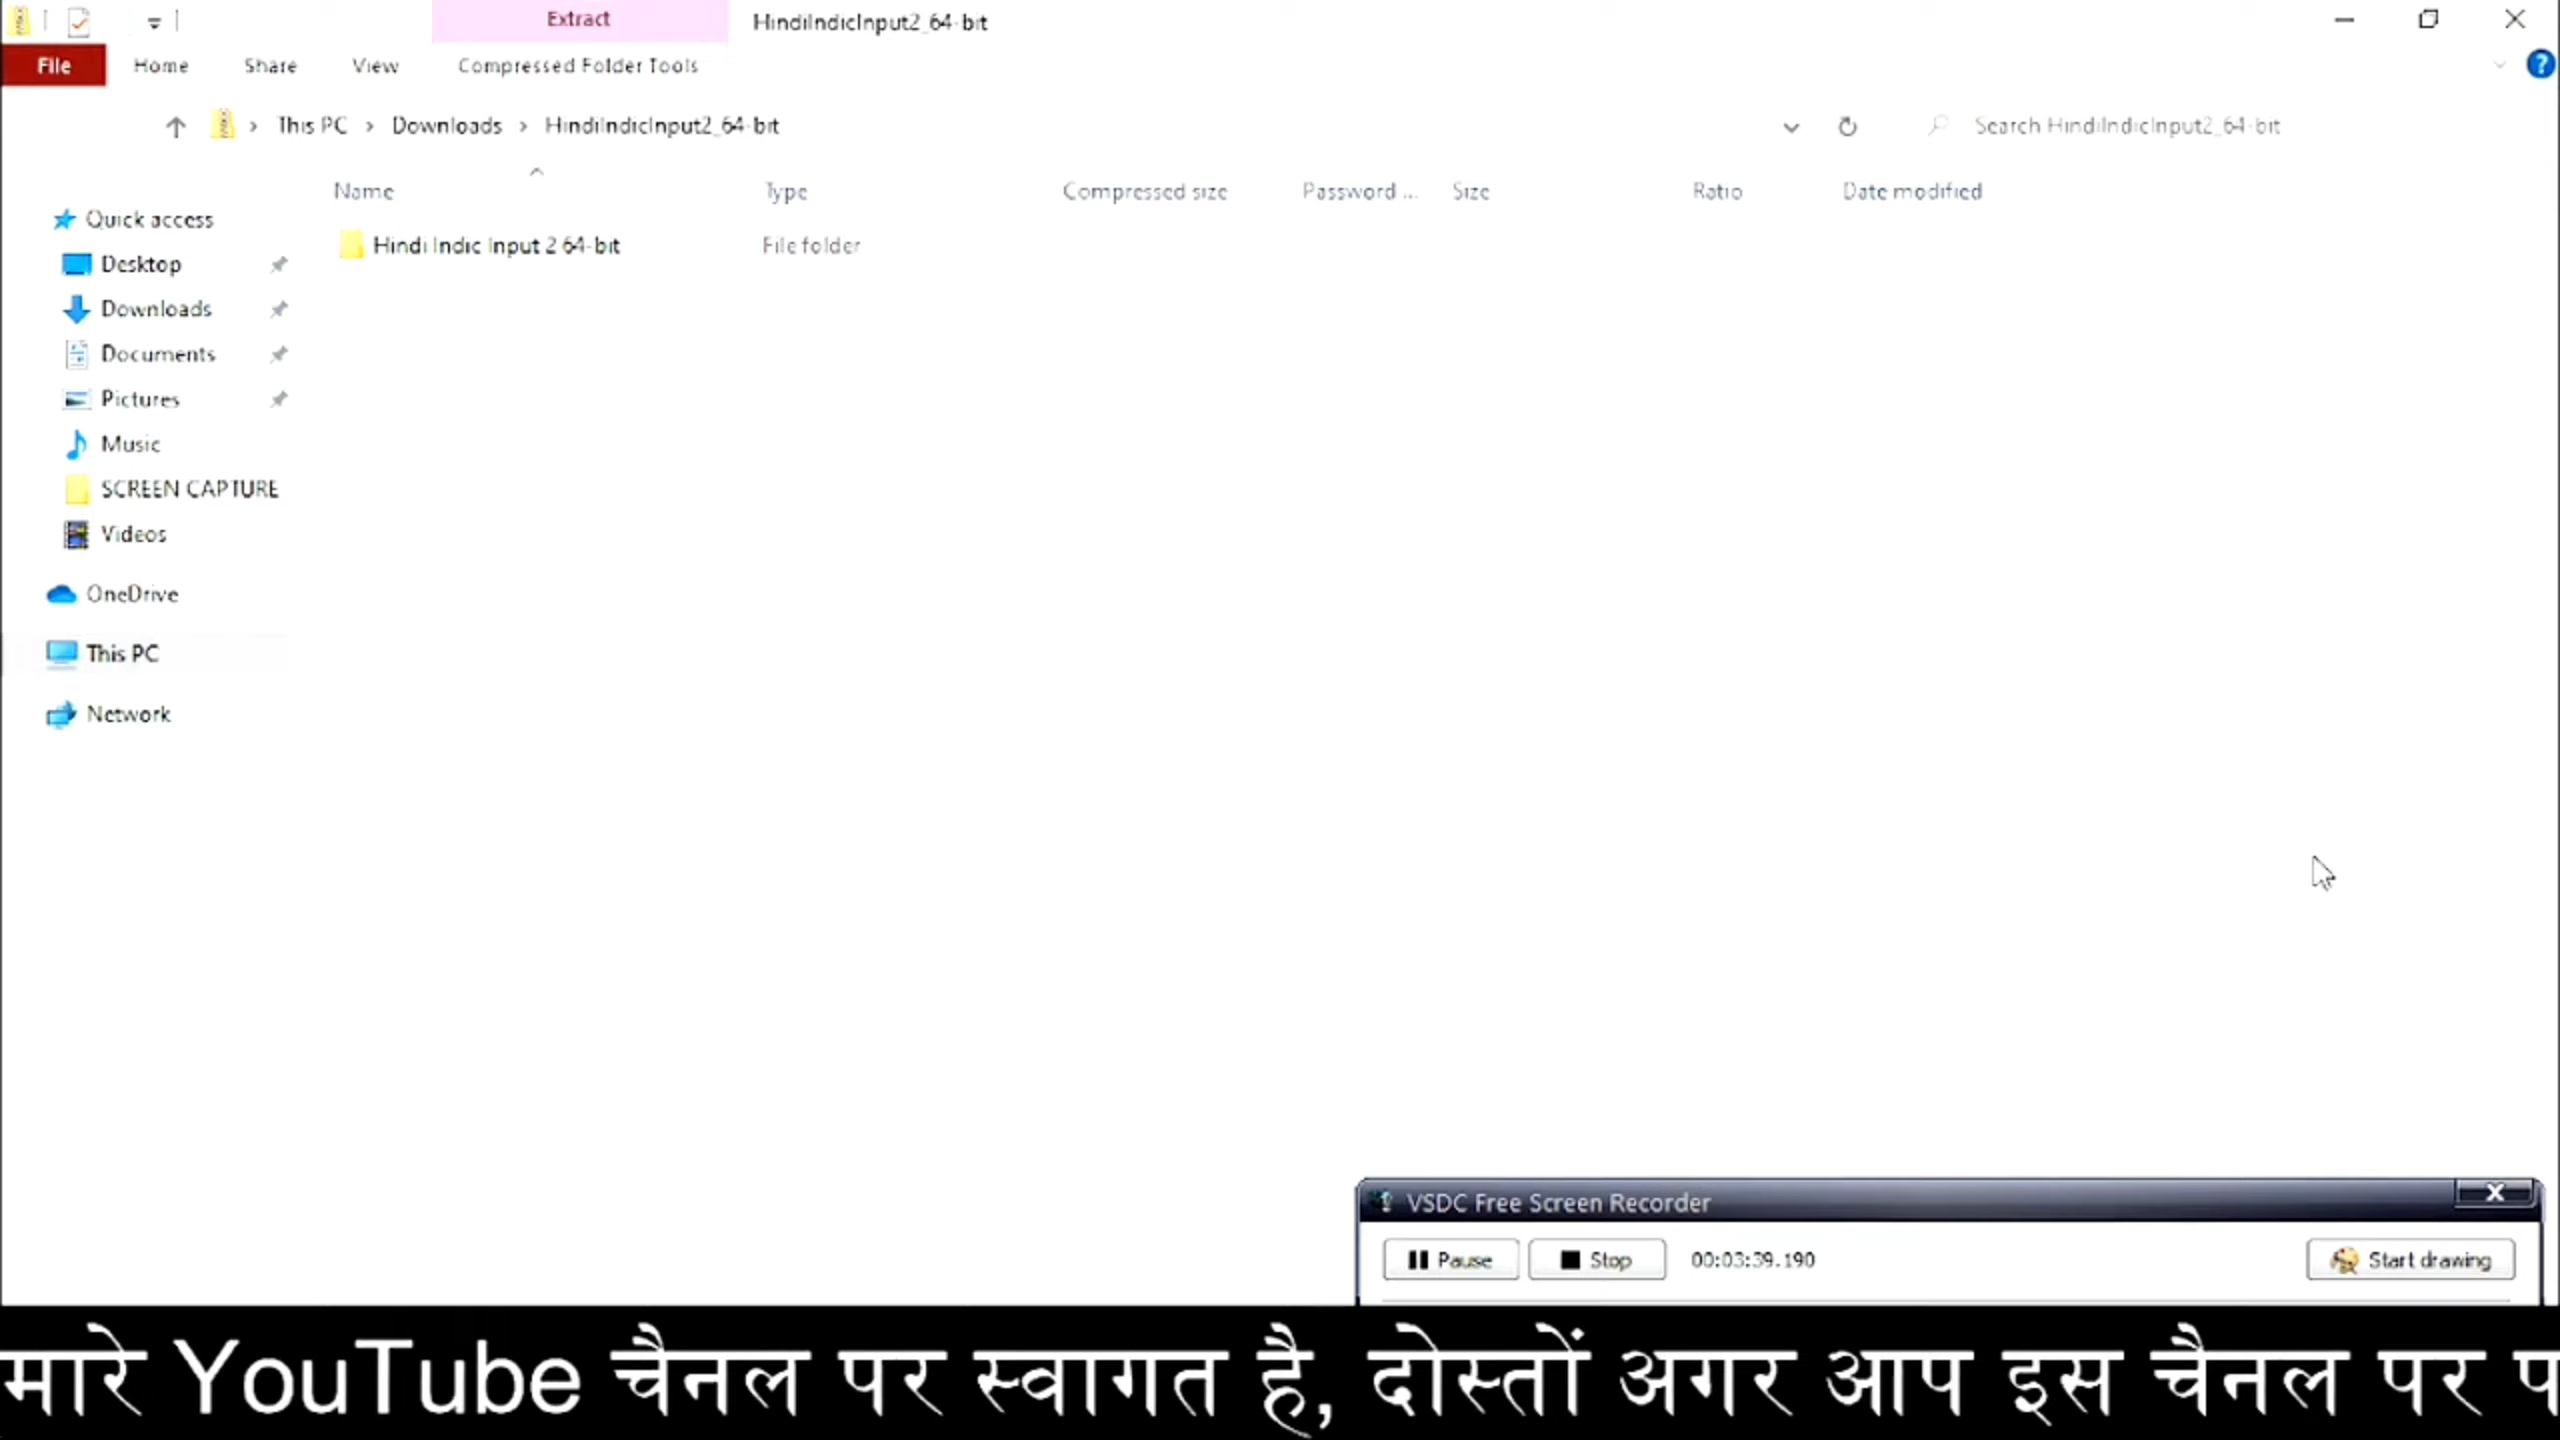 Extract HindiIndicInput2_64-bit
File Home Share View Compressed Folder Tools
This PC Downloads HindiIndicInput2_64-bit Search HindiIndicInput2_64-bit
Name Type Compressed size Password ... Size Ratio Date modified
Quick access
Hindi Indic Input 2 64-bit File folder
Desktop
Downloads
Documents
Pictures
Music
SCREEN CAPTURE
Videos
OneDrive
This PC
Network
VSDC Free Screen Recorder
Pause Stop 00:03:39.190 Start drawing
मारे YouTube चैनल पर स्वागत है, दोस्तों अगर आप इस चैनल पर प